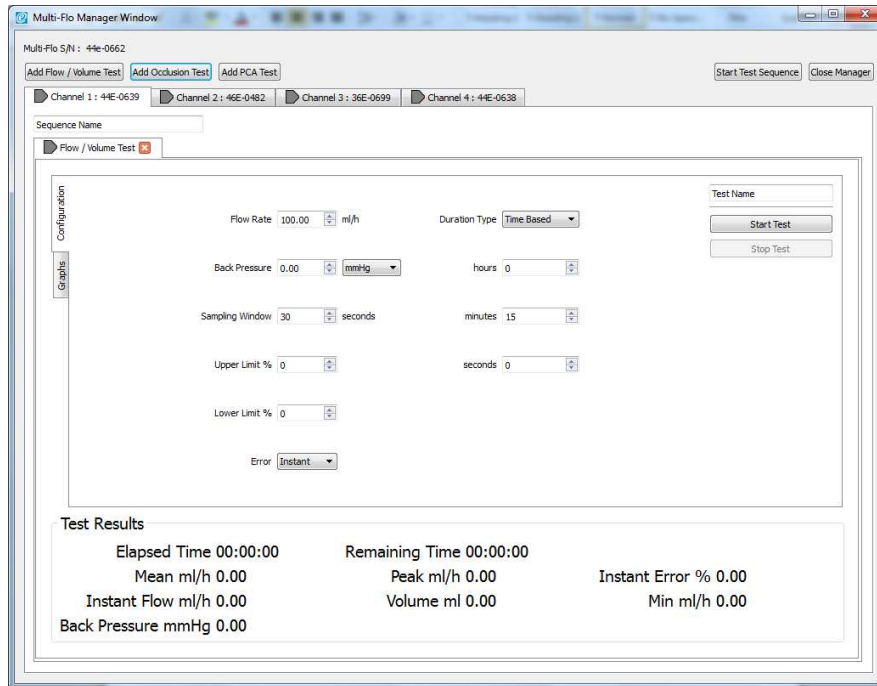 Multi-Flo Manager Window
Multi-Flo S/N : 44e-0662
Add Flow / Volume Test Add Occlusion Test Add PCA Test Start Test Sequence Close Manager
Channel 1 : 44E-0639 Channel 2 : 46E-0482 Channel 3 : 36E-0699 Channel 4 : 44E-0638
Sequence Name
Flow / Volume Test
Configuration
Graphs
Test Name
Flow Rate 100.00 ml/h Duration Type Time Based Start Test
Stop Test
Back Pressure 0.00 mmHg hours 0
Sampling Window 30 seconds minutes 15
Upper Limit % 0 seconds 0
Lower Limit % 0
Error Instant
Test Results
Elapsed Time 00:00:00 Remaining Time 00:00:00
Mean ml/h 0.00 Peak ml/h 0.00 Instant Error % 0.00
Instant Flow ml/h 0.00 Volume ml 0.00 Min ml/h 0.00
Back Pressure mmHg 0.00